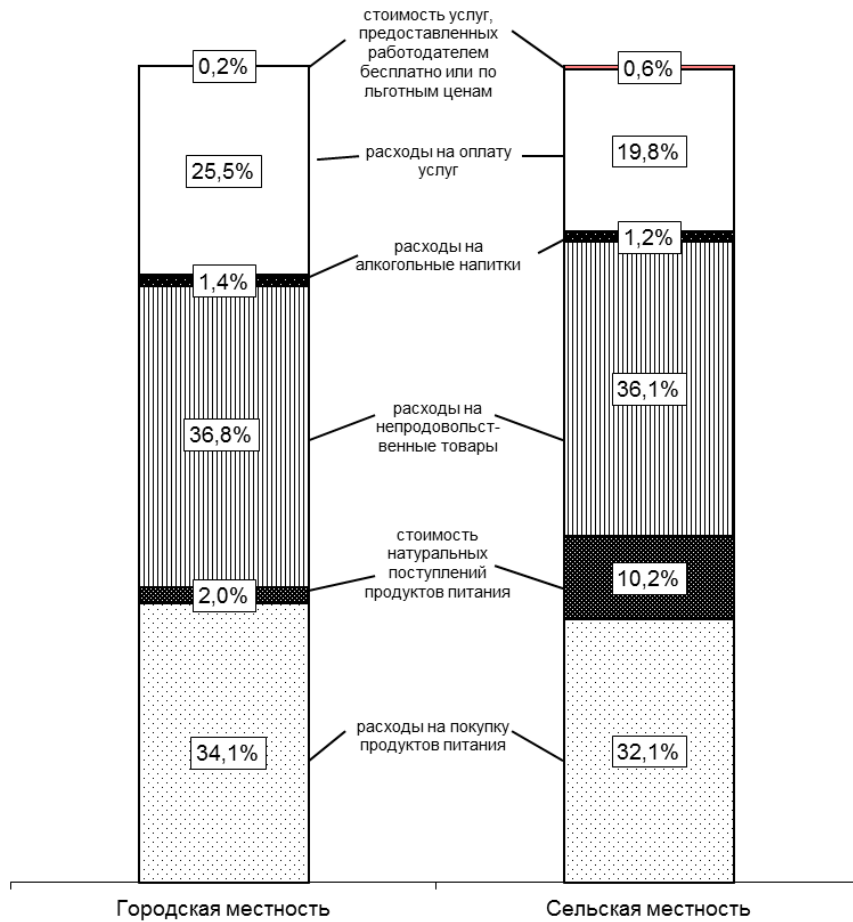 стоимость услуг,
предоставленных
работодателем
бесплатно или по
льготным ценам
0,2%
0,6%
расходы на оплату
услуг
25,5%
19,8%
расходы на
алкогольные напитки
1,4%
1,2%
расходы на
непродовольст-
венные товары
36,8%
36,1%
стоимость
натуральных
поступлений
продуктов питания
2,0%
10,2%
расходы на покупку
продуктов питания
34,1%
32,1%
Городская местность
Сельская местность